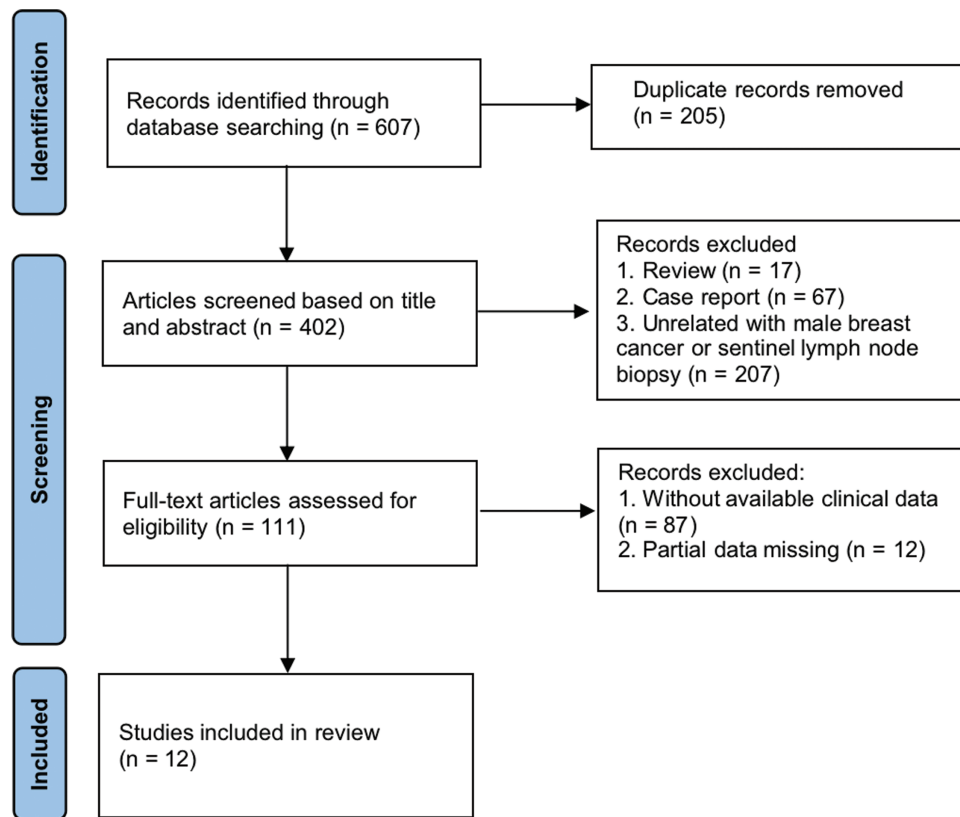 Identification
Records identified through
database searching (n = 607)
Duplicate records removed
(n = 205)
Screening
Articles screened based on title
and abstract (n = 402)
Records excluded
1. Review (n = 17)
2. Case report (n = 67)
3. Unrelated with male breast
cancer or sentinel lymph node
biopsy (n = 207)
Full-text articles assessed for
eligibility (n = 111)
Records excluded:
1. Without available clinical data
(n = 87)
2. Partial data missing (n = 12)
Included
Studies included in review
(n = 12)